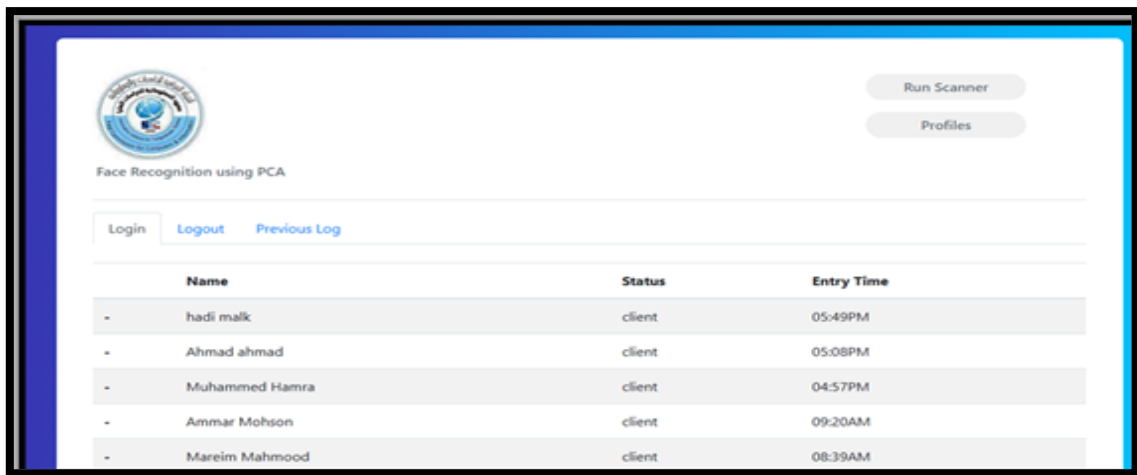 Run Scanner
Profiles
Face Recognition using PCA
Login Logout Previous Log
Name Status Entry Time
- hadi malk client 05:49PM
- Ahmad ahmad client 05:08PM
- Muhammed Hamra client 04:57PM
- Ammar Mohson client 09:20AM
- Mareim Mahmood client 08:39AM